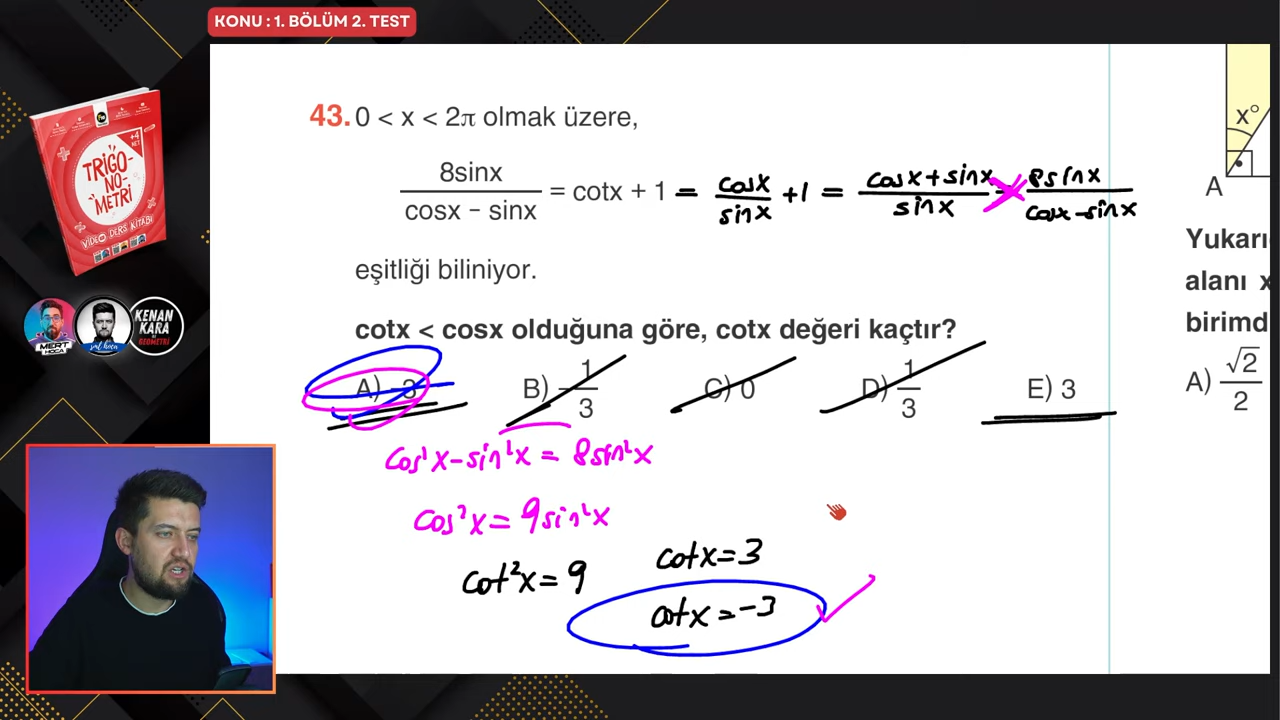 KONU : 1. BÖLÜM 2. TEST
+4 NET
TRİGO-
NO-
METRİ
VİDEO DERS KİTABI
MERT HOCA
KENAN KARA
GEOMETRİ
43. 0 < x < 2π olmak üzere,
8sinx / (cosx − sinx) = cotx + 1 = cosx/sinx + 1 = (cosx + sinx)/sinx = 8sinx/(cosx − sinx)
eşitliği biliniyor.
cotx < cosx olduğuna göre, cotx değeri kaçtır?
A) -3 B) -1/3 C) 0 D) 1/3 E) 3
cos²x − sin²x = 8sin²x
cos²x = 9sin²x
cot²x = 9
cotx = 3
cotx = −3
x°
A
Yukarı
alanı x
birimd
A) √2/2